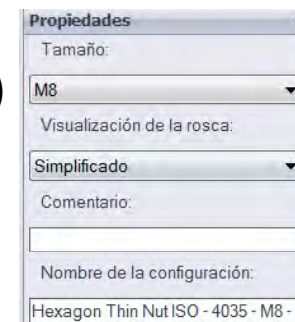 Propiedades
Tamaño:
M8
Visualización de la rosca:
Simplificado
Comentario:
Nombre de la configuración:
Hexagon Thin Nut ISO - 4035 - M8 -